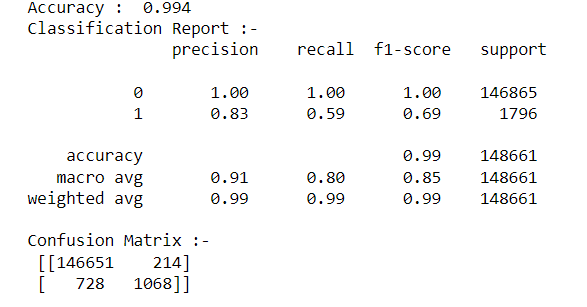 Accuracy :  0.994
Classification Report :-
precision    recall  f1-score   support
0       1.00      1.00      1.00    146865
1       0.83      0.59      0.69      1796
accuracy                           0.99    148661
macro avg       0.91      0.80      0.85    148661
weighted avg       0.99      0.99      0.99    148661
Confusion Matrix :-
[[146651    214]
[   728   1068]]